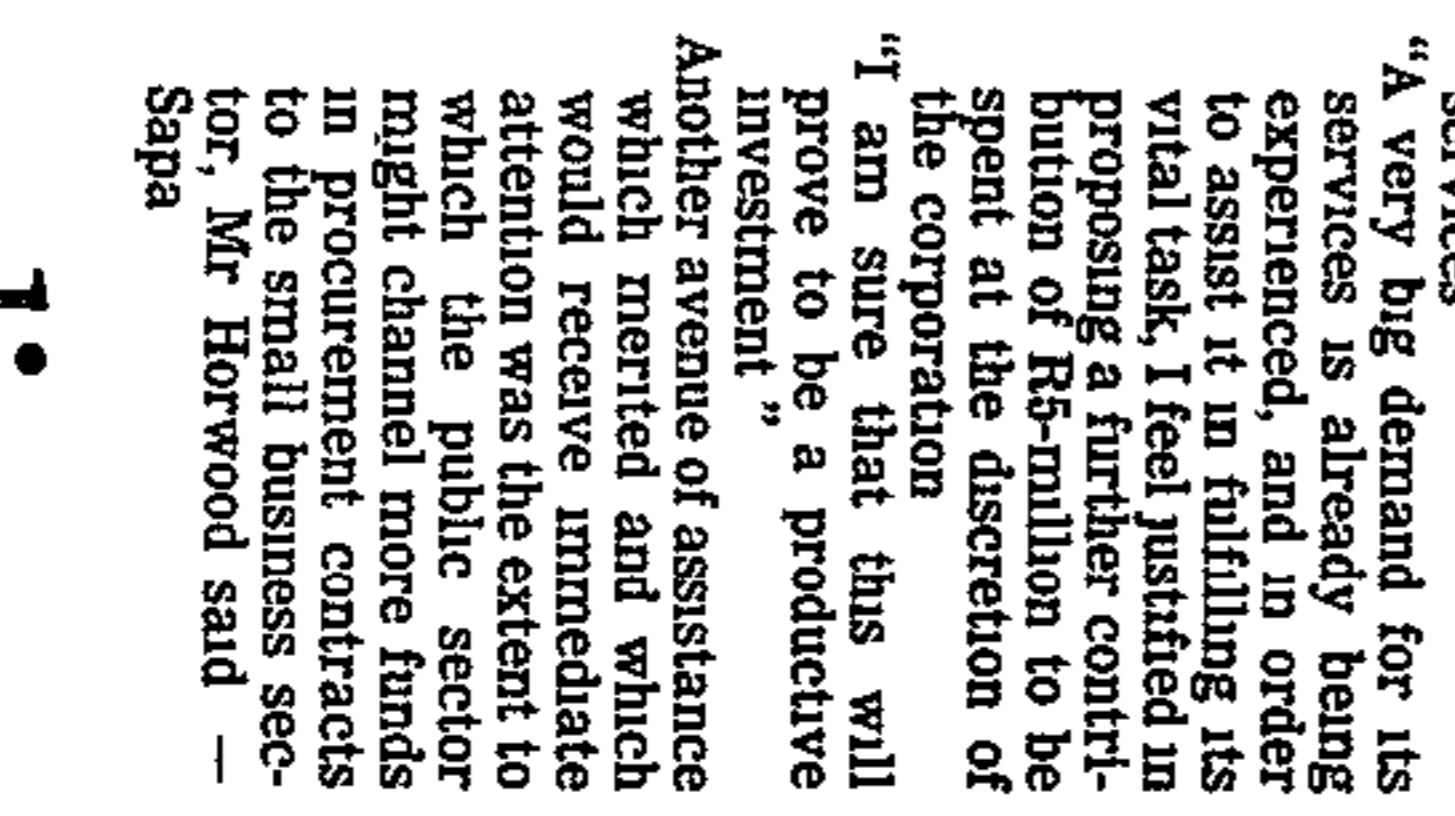 services
“A very big demand for its
services is already being
experienced, and in order
to assist it in fulfilling its
vital task, I feel justified in
proposing a further contri-
bution of R5-million to be
spent at the discretion of
the corporation
“I am sure that this will
prove to be a productive
investment ”
Another avenue of assistance
which merited and which
would receive immediate
attention was the extent to
which the public sector
might channel more funds
in procurement contracts
to the small business sec-
tor, Mr Horwood said —
Sapa